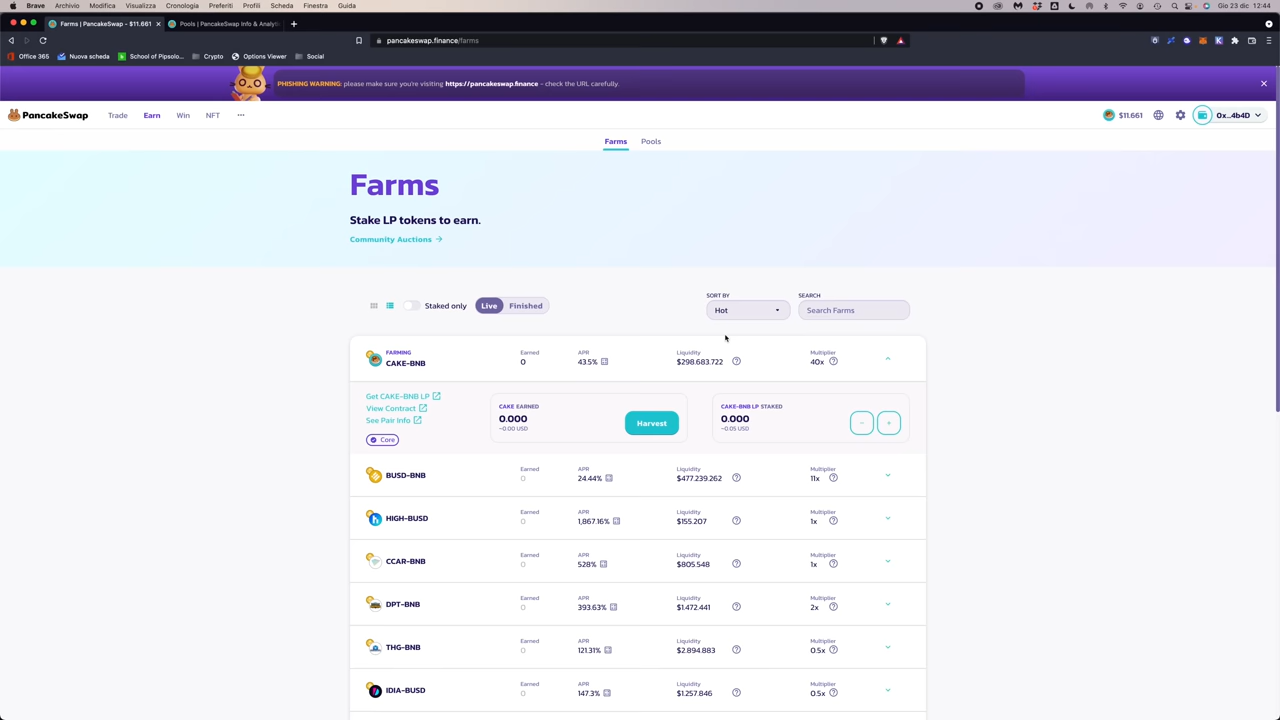 Brave Archivio Modifica Visualizza Cronologia Preferiti Profili Scheda Finestra Guida Gio 23 dic 12:44
Farms | PancakeSwap - $11.661 Pools | PancakeSwap Info & Analyti
pancakeswap.finance/farms
Office 365 Nuova scheda School of Pipsolo... Crypto Options Viewer Social
PHISHING WARNING: please make sure you're visiting https://pancakeswap.finance - check the URL carefully.
PancakeSwap Trade Earn Win NFT $11.661 0x...4b4D
Farms Pools
Farms
Stake LP tokens to earn.
Community Auctions
SORT BY SEARCH
Staked only Live Finished Hot Search Farms
FARMING Earned APR Liquidity Multiplier
CAKE-BNB 0 43.5% $298.683.722 40x
Get CAKE-BNB LP
View Contract
See Pair Info
Core
CAKE EARNED
0.000
~0.00 USD
Harvest
CAKE-BNB LP STAKED
0.000
~0.05 USD
Earned APR Liquidity Multiplier
BUSD-BNB 0 24.44% $477.239.262 11x
Earned APR Liquidity Multiplier
HIGH-BUSD 0 1,867.16% $155.207 1x
Earned APR Liquidity Multiplier
CCAR-BNB 0 528% $805.548 1x
Earned APR Liquidity Multiplier
DPT-BNB 0 393.63% $1.472.441 2x
Earned APR Liquidity Multiplier
THG-BNB 0 121.31% $2.894.883 0.5x
Earned APR Liquidity Multiplier
IDIA-BUSD 0 147.3% $1.257.846 0.5x